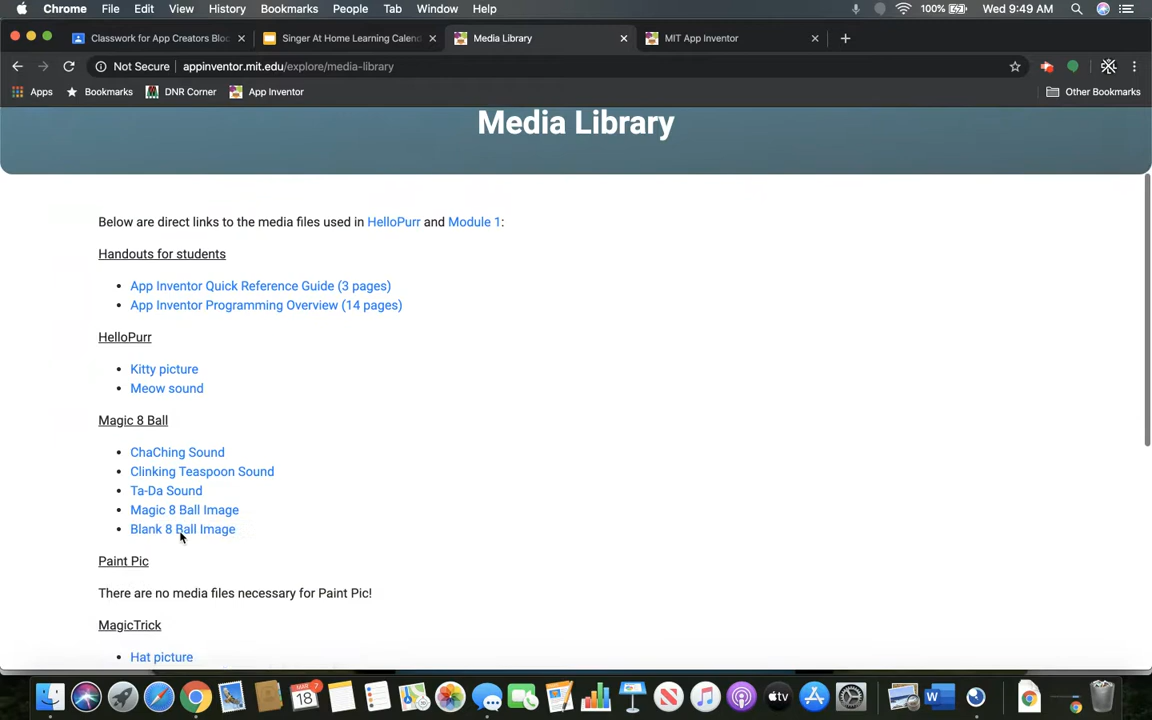 Chrome File Edit View History Bookmarks People Tab Window Help 100% Wed 9:49 AM
Classwork for App Creators Blo Singer At Home Learning Calend Media Library MIT App Inventor
Not Secure appinventor.mit.edu/explore/media-library
Apps Bookmarks DNR Corner App Inventor Other Bookmarks
Media Library
Below are direct links to the media files used in HelloPurr and Module 1:
Handouts for students
• App Inventor Quick Reference Guide (3 pages)
• App Inventor Programming Overview (14 pages)
HelloPurr
• Kitty picture
• Meow sound
Magic 8 Ball
• ChaChing Sound
• Clinking Teaspoon Sound
• Ta-Da Sound
• Magic 8 Ball Image
• Blank 8 Ball Image
Paint Pic
There are no media files necessary for Paint Pic!
MagicTrick
• Hat picture
18 7 tv W